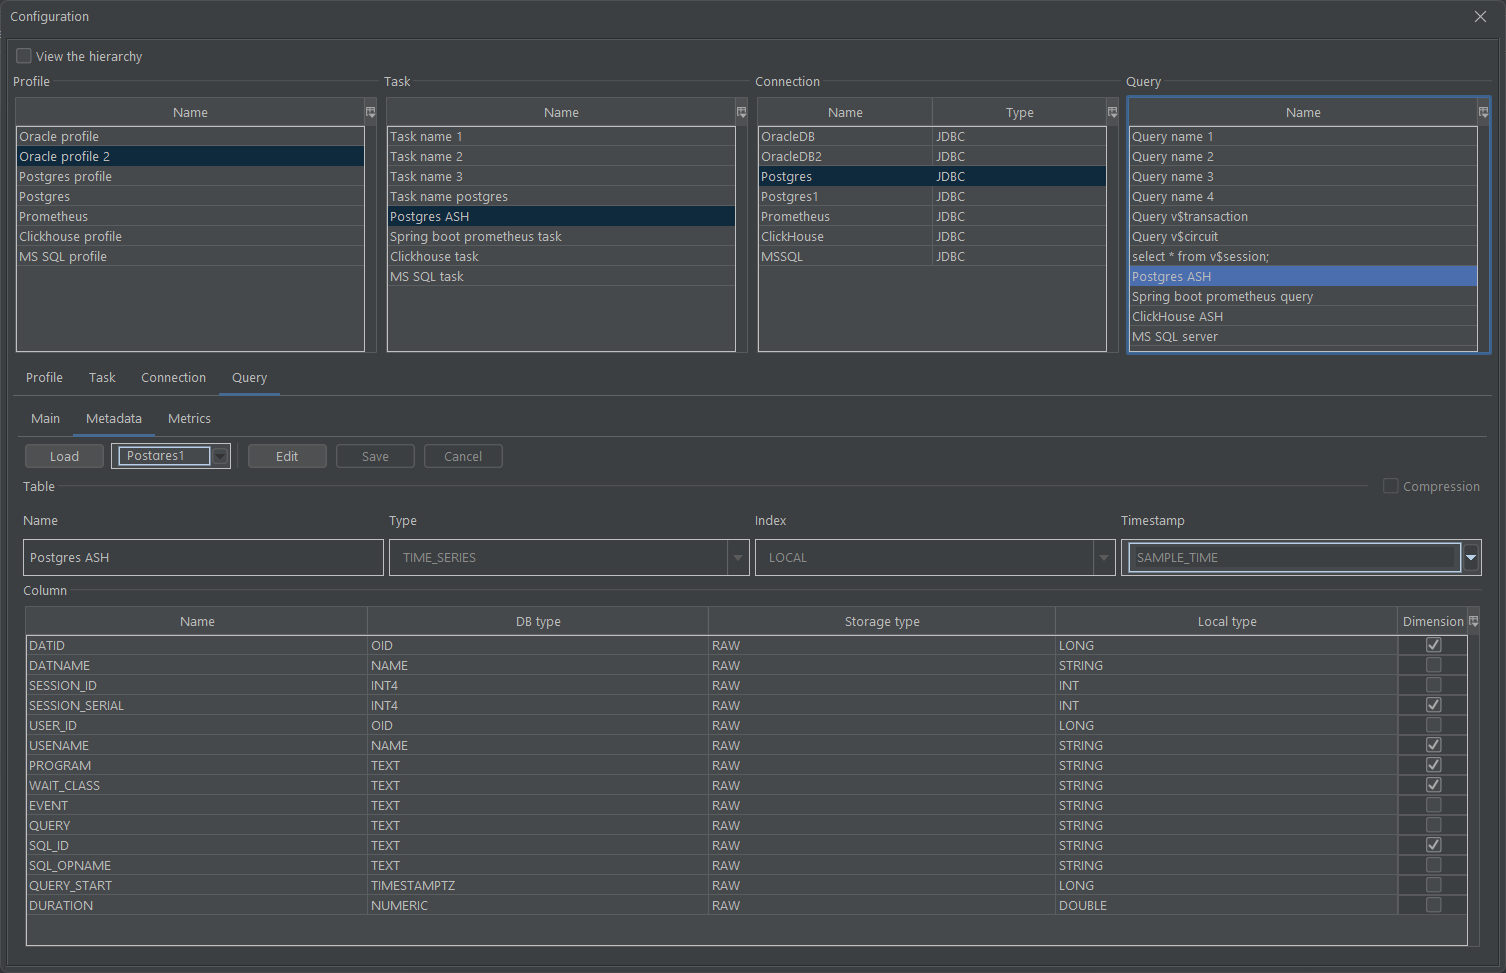 Configuration
View the hierarchy
Profile Task Connection Query
Name Name Name Type Name
Oracle profile Task name 1 OracleDB JDBC Query name 1
Oracle profile 2 Task name 2 OracleDB2 JDBC Query name 2
Postgres profile Task name 3 Postgres JDBC Query name 3
Postgres Task name postgres Postgres1 JDBC Query name 4
Prometheus Postgres ASH Prometheus JDBC Query v$transaction
Clickhouse profile Spring boot prometheus task ClickHouse JDBC Query v$circuit
MS SQL profile Clickhouse task MSSQL JDBC select * from v$session;
MS SQL task Postgres ASH
Spring boot prometheus query
ClickHouse ASH
MS SQL server
Profile Task Connection Query
Main Metadata Metrics
Load Postgres1 Edit Save Cancel
Table Compression
Name Type Index Timestamp
Postgres ASH TIME_SERIES LOCAL SAMPLE_TIME
Column
Name DB type Storage type Local type Dimension
DATID OID RAW LONG
DATNAME NAME RAW STRING
SESSION_ID INT4 RAW INT
SESSION_SERIAL INT4 RAW INT
USER_ID OID RAW LONG
USENAME NAME RAW STRING
PROGRAM TEXT RAW STRING
WAIT_CLASS TEXT RAW STRING
EVENT TEXT RAW STRING
QUERY TEXT RAW STRING
SQL_ID TEXT RAW STRING
SQL_OPNAME TEXT RAW STRING
QUERY_START TIMESTAMPTZ RAW LONG
DURATION NUMERIC RAW DOUBLE